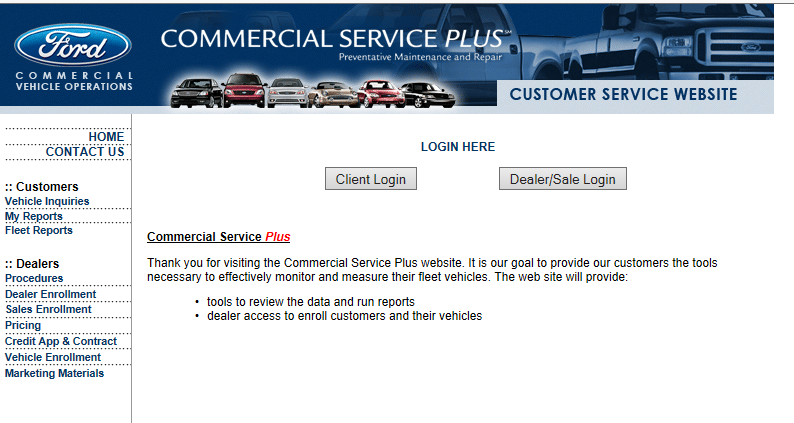 Ford
COMMERCIAL
VEHICLE OPERATIONS
COMMERCIAL SERVICE PLUS SM
Preventative Maintenance and Repair
CUSTOMER SERVICE WEBSITE
HOME
CONTACT US
:: Customers
Vehicle Inquiries
My Reports
Fleet Reports
:: Dealers
Procedures
Dealer Enrollment
Sales Enrollment
Pricing
Credit App & Contract
Vehicle Enrollment
Marketing Materials
LOGIN HERE
Client Login
Dealer/Sale Login
Commercial Service Plus
Thank you for visiting the Commercial Service Plus website. It is our goal to provide our customers the tools
necessary to effectively monitor and measure their fleet vehicles. The web site will provide:
• tools to review the data and run reports
• dealer access to enroll customers and their vehicles